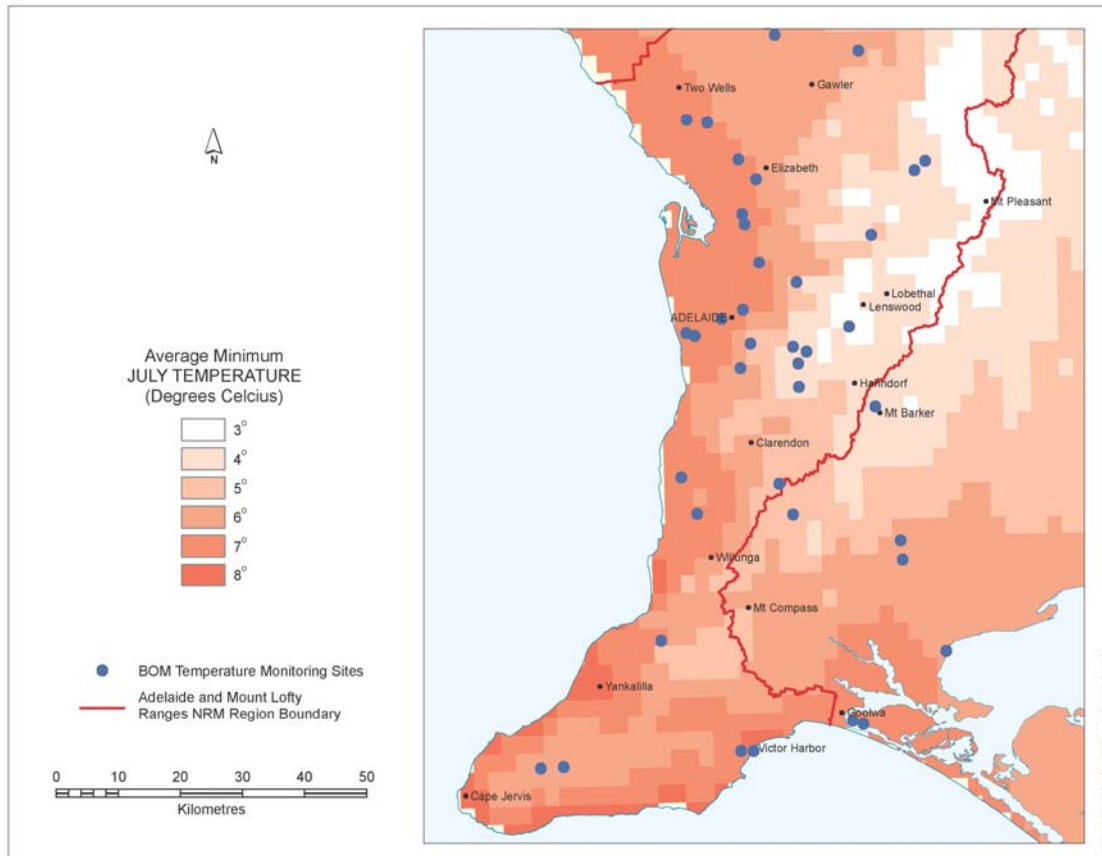 N
Average Minimum
JULY TEMPERATURE
(Degrees Celcius)
3°
4°
5°
6°
7°
8°
BOM Temperature Monitoring Sites
Adelaide and Mount Lofty
Ranges NRM Region Boundary
0 10 20 30 40 50
Kilometres
Two Wells
Gawler
Elizabeth
Mt Pleasant
Lobethal
Lenswood
ADELAIDE
Hahndorf
Mt Barker
Clarendon
Willunga
Mt Compass
Yankalilla
Goolwa
Victor Harbor
Cape Jervis